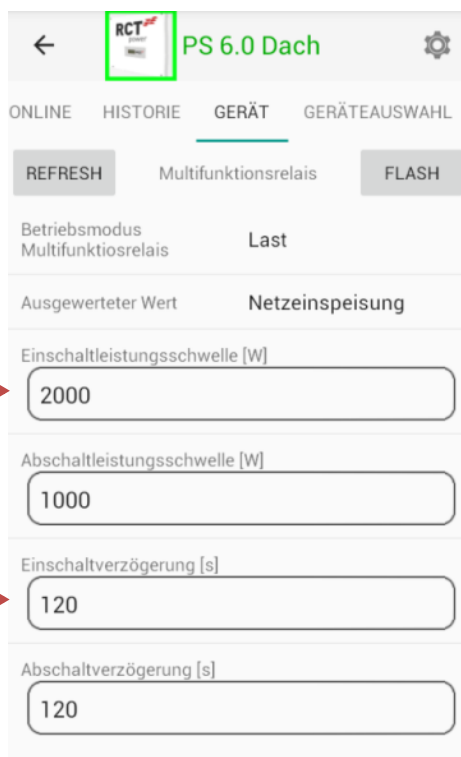 RCT
power
PS 6.0 Dach
ONLINE HISTORIE GERÄT GERÄTEAUSWAHL
REFRESH Multifunktionsrelais FLASH
Betriebsmodus
Multifunktiosrelais
Last
Ausgewerteter Wert Netzeinspeisung
Einschaltleistungsschwelle [W]
2000
Abschaltleistungsschwelle [W]
1000
Einschaltverzögerung [s]
120
Abschaltverzögerung [s]
120